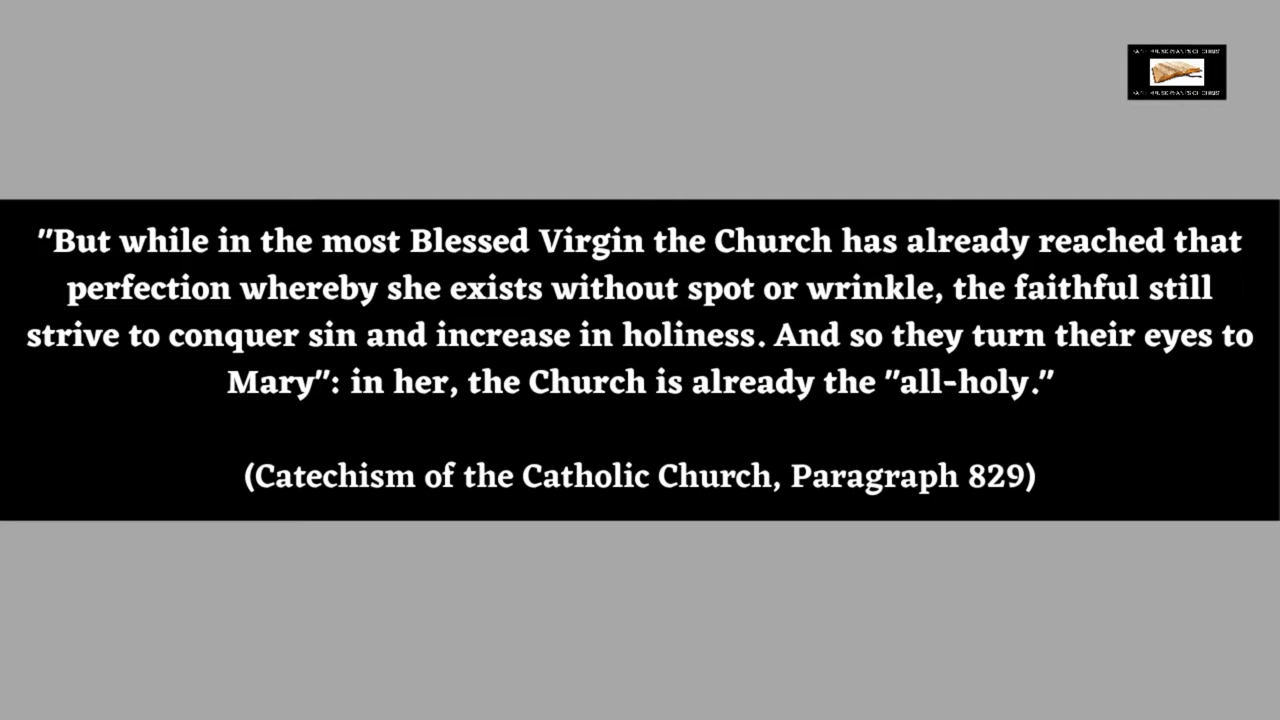 "But while in the most Blessed Virgin the Church has already reached that
perfection whereby she exists without spot or wrinkle, the faithful still
strive to conquer sin and increase in holiness. And so they turn their eyes to
Mary": in her, the Church is already the "all-holy."
(Catechism of the Catholic Church, Paragraph 829)